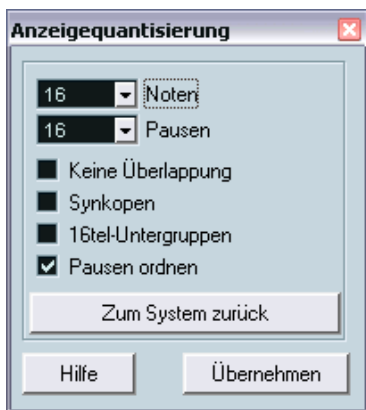 Anzeigequantisierung
16 Noten
16 Pausen
Keine Überlappung
Synkopen
16tel-Untergruppen
Pausen ordnen
Zum System zurück
Hilfe Übernehmen